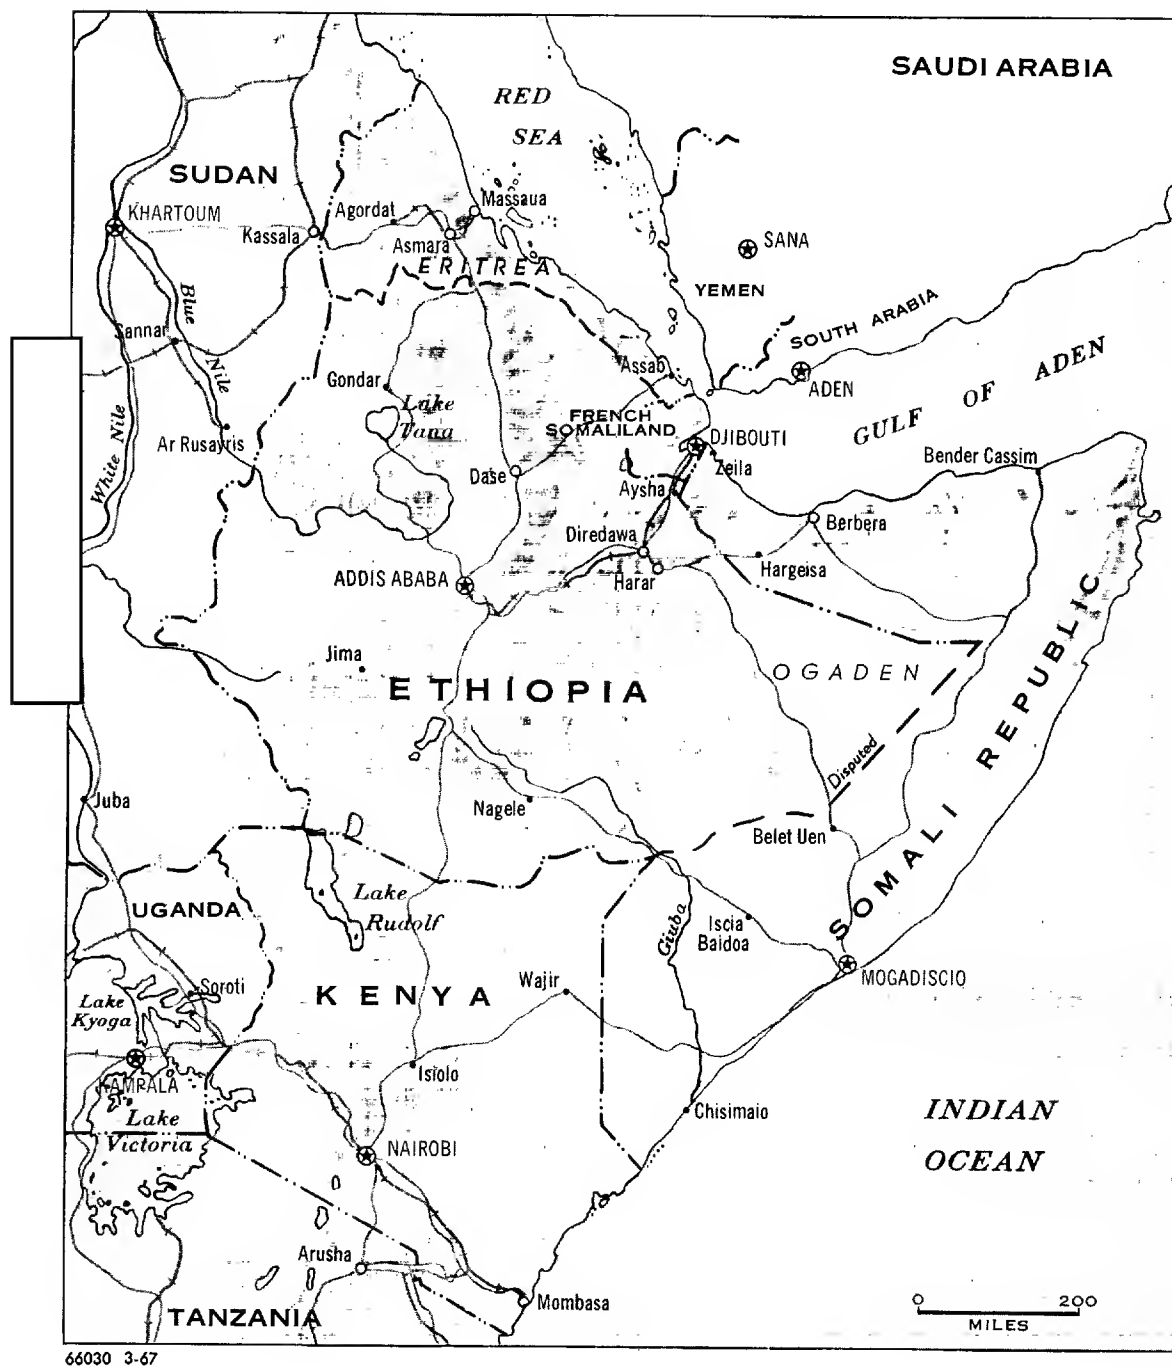 SAUDI ARABIA
RED
SEA
SUDAN
KHARTOUM
Kassala
Agordat
Massaua
Asmara
ERITREA
SANA
YEMEN
SOUTH ARABIA
ADEN
GULF OF ADEN
Blue
Nile
Sannar
White Nile
Ar Rusayris
Gondar
Lake
Tana
Assab
FRENCH
SOMALILAND
DJIBOUTI
Zeila
Aysha
Dase
Diredawa
Harar
Bender Cassim
Berbera
Hargeisa
ADDIS ABABA
Jima
ETHIOPIA
OGADEN
Disputed
SOMALI REPUBLIC
Juba
Nagele
Belet Uen
UGANDA
Lake
Rudolf
Giuba
Iscia
Baidoa
MOGADISCIO
Soroti
Lake
Kyoga
KENYA
Wajir
KAMPALA
Isiolo
Lake
Victoria
Chisimaio
NAIROBI
INDIAN
OCEAN
Arusha
TANZANIA
Mombasa
0 200
MILES
66030 3-67